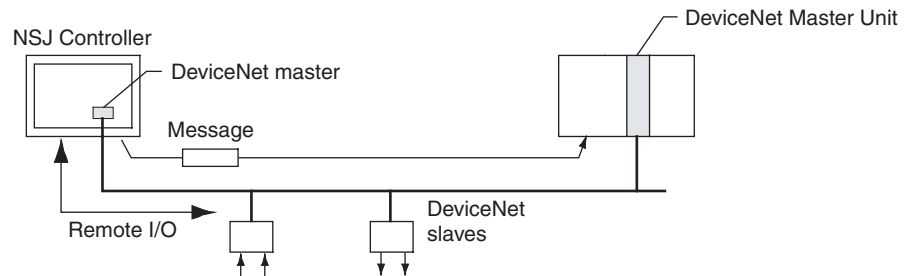 DeviceNet Master Unit
NSJ Controller
DeviceNet master
Message
Remote I/O
DeviceNet
slaves